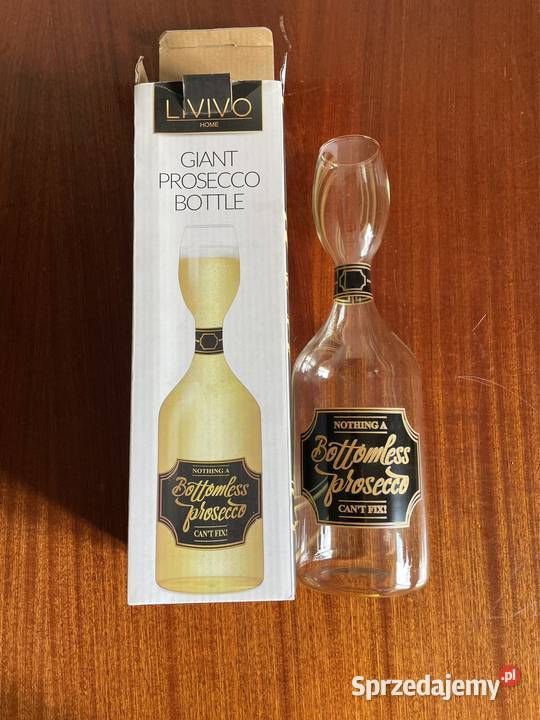 LIVIVO
HOME
GIANT
PROSECCO
BOTTLE
NOTHING A
Bottomless
prosecco
CAN'T FIX!
NOTHING A
Bottomless
prosecco
CAN'T FIX!
Sprzedajemy.pl